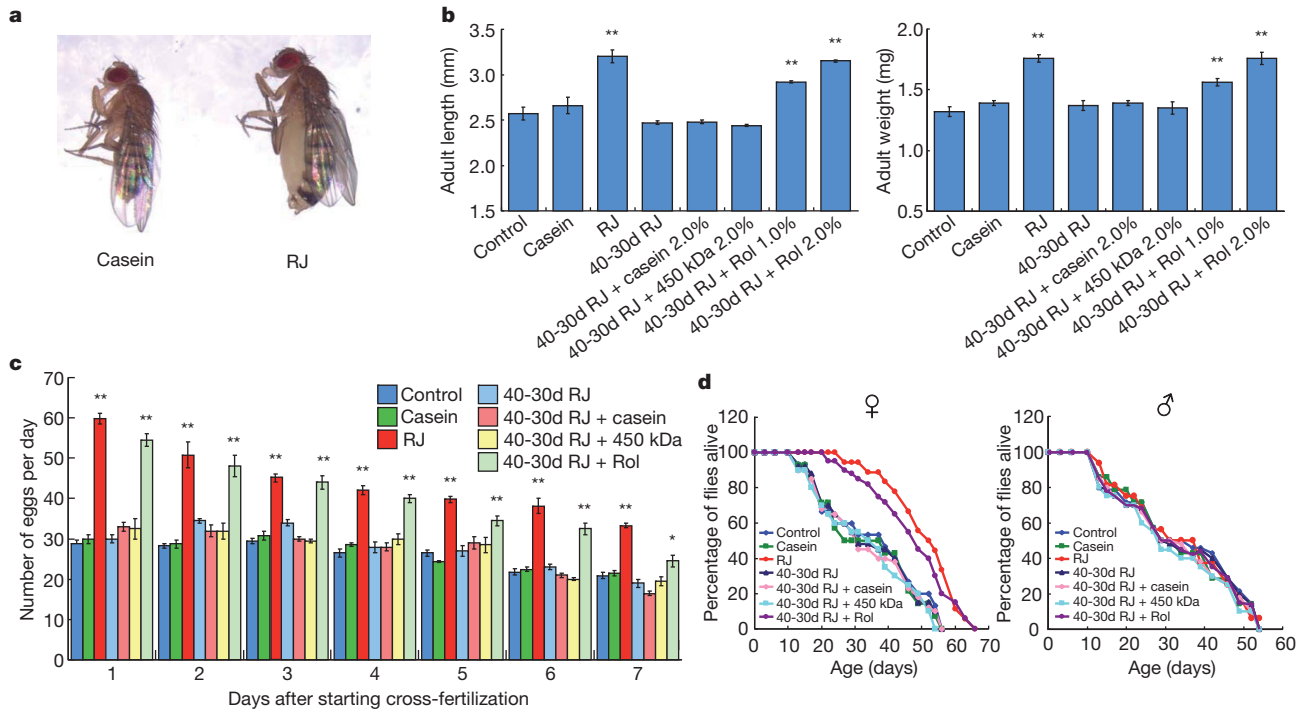 a
Casein
RJ
b
Adult length (mm)
3.5
3.0
2.5
2.0
1.5
**
**
**
Control
Casein
RJ
40-30d RJ
40-30d RJ + casein 2.0%
40-30d RJ + 450 kDa 2.0%
40-30d RJ + Rol 1.0%
40-30d RJ + Rol 2.0%
Adult weight (mg)
2.0
1.5
1.0
0.5
**
**
**
Control
Casein
RJ
40-30d RJ
40-30d RJ + casein 2.0%
40-30d RJ + 450 kDa 2.0%
40-30d RJ + Rol 1.0%
40-30d RJ + Rol 2.0%
c
Number of eggs per day
70
60
50
40
30
20
10
0
Control
Casein
RJ
40-30d RJ
40-30d RJ + casein
40-30d RJ + 450 kDa
40-30d RJ + Rol
** ** ** ** ** ** ** ** ** ** ** ** ** *
1 2 3 4 5 6 7
Days after starting cross-fertilization
d
♀
Percentage of flies alive
120
100
80
60
40
20
0
Control
Casein
RJ
40-30d RJ
40-30d RJ + casein
40-30d RJ + 450 kDa
40-30d RJ + Rol
0 10 20 30 40 50 60 70
Age (days)
♂
Percentage of flies alive
120
100
80
60
40
20
0
Control
Casein
RJ
40-30d RJ
40-30d RJ + casein
40-30d RJ + 450 kDa
40-30d RJ + Rol
0 10 20 30 40 50 60
Age (days)